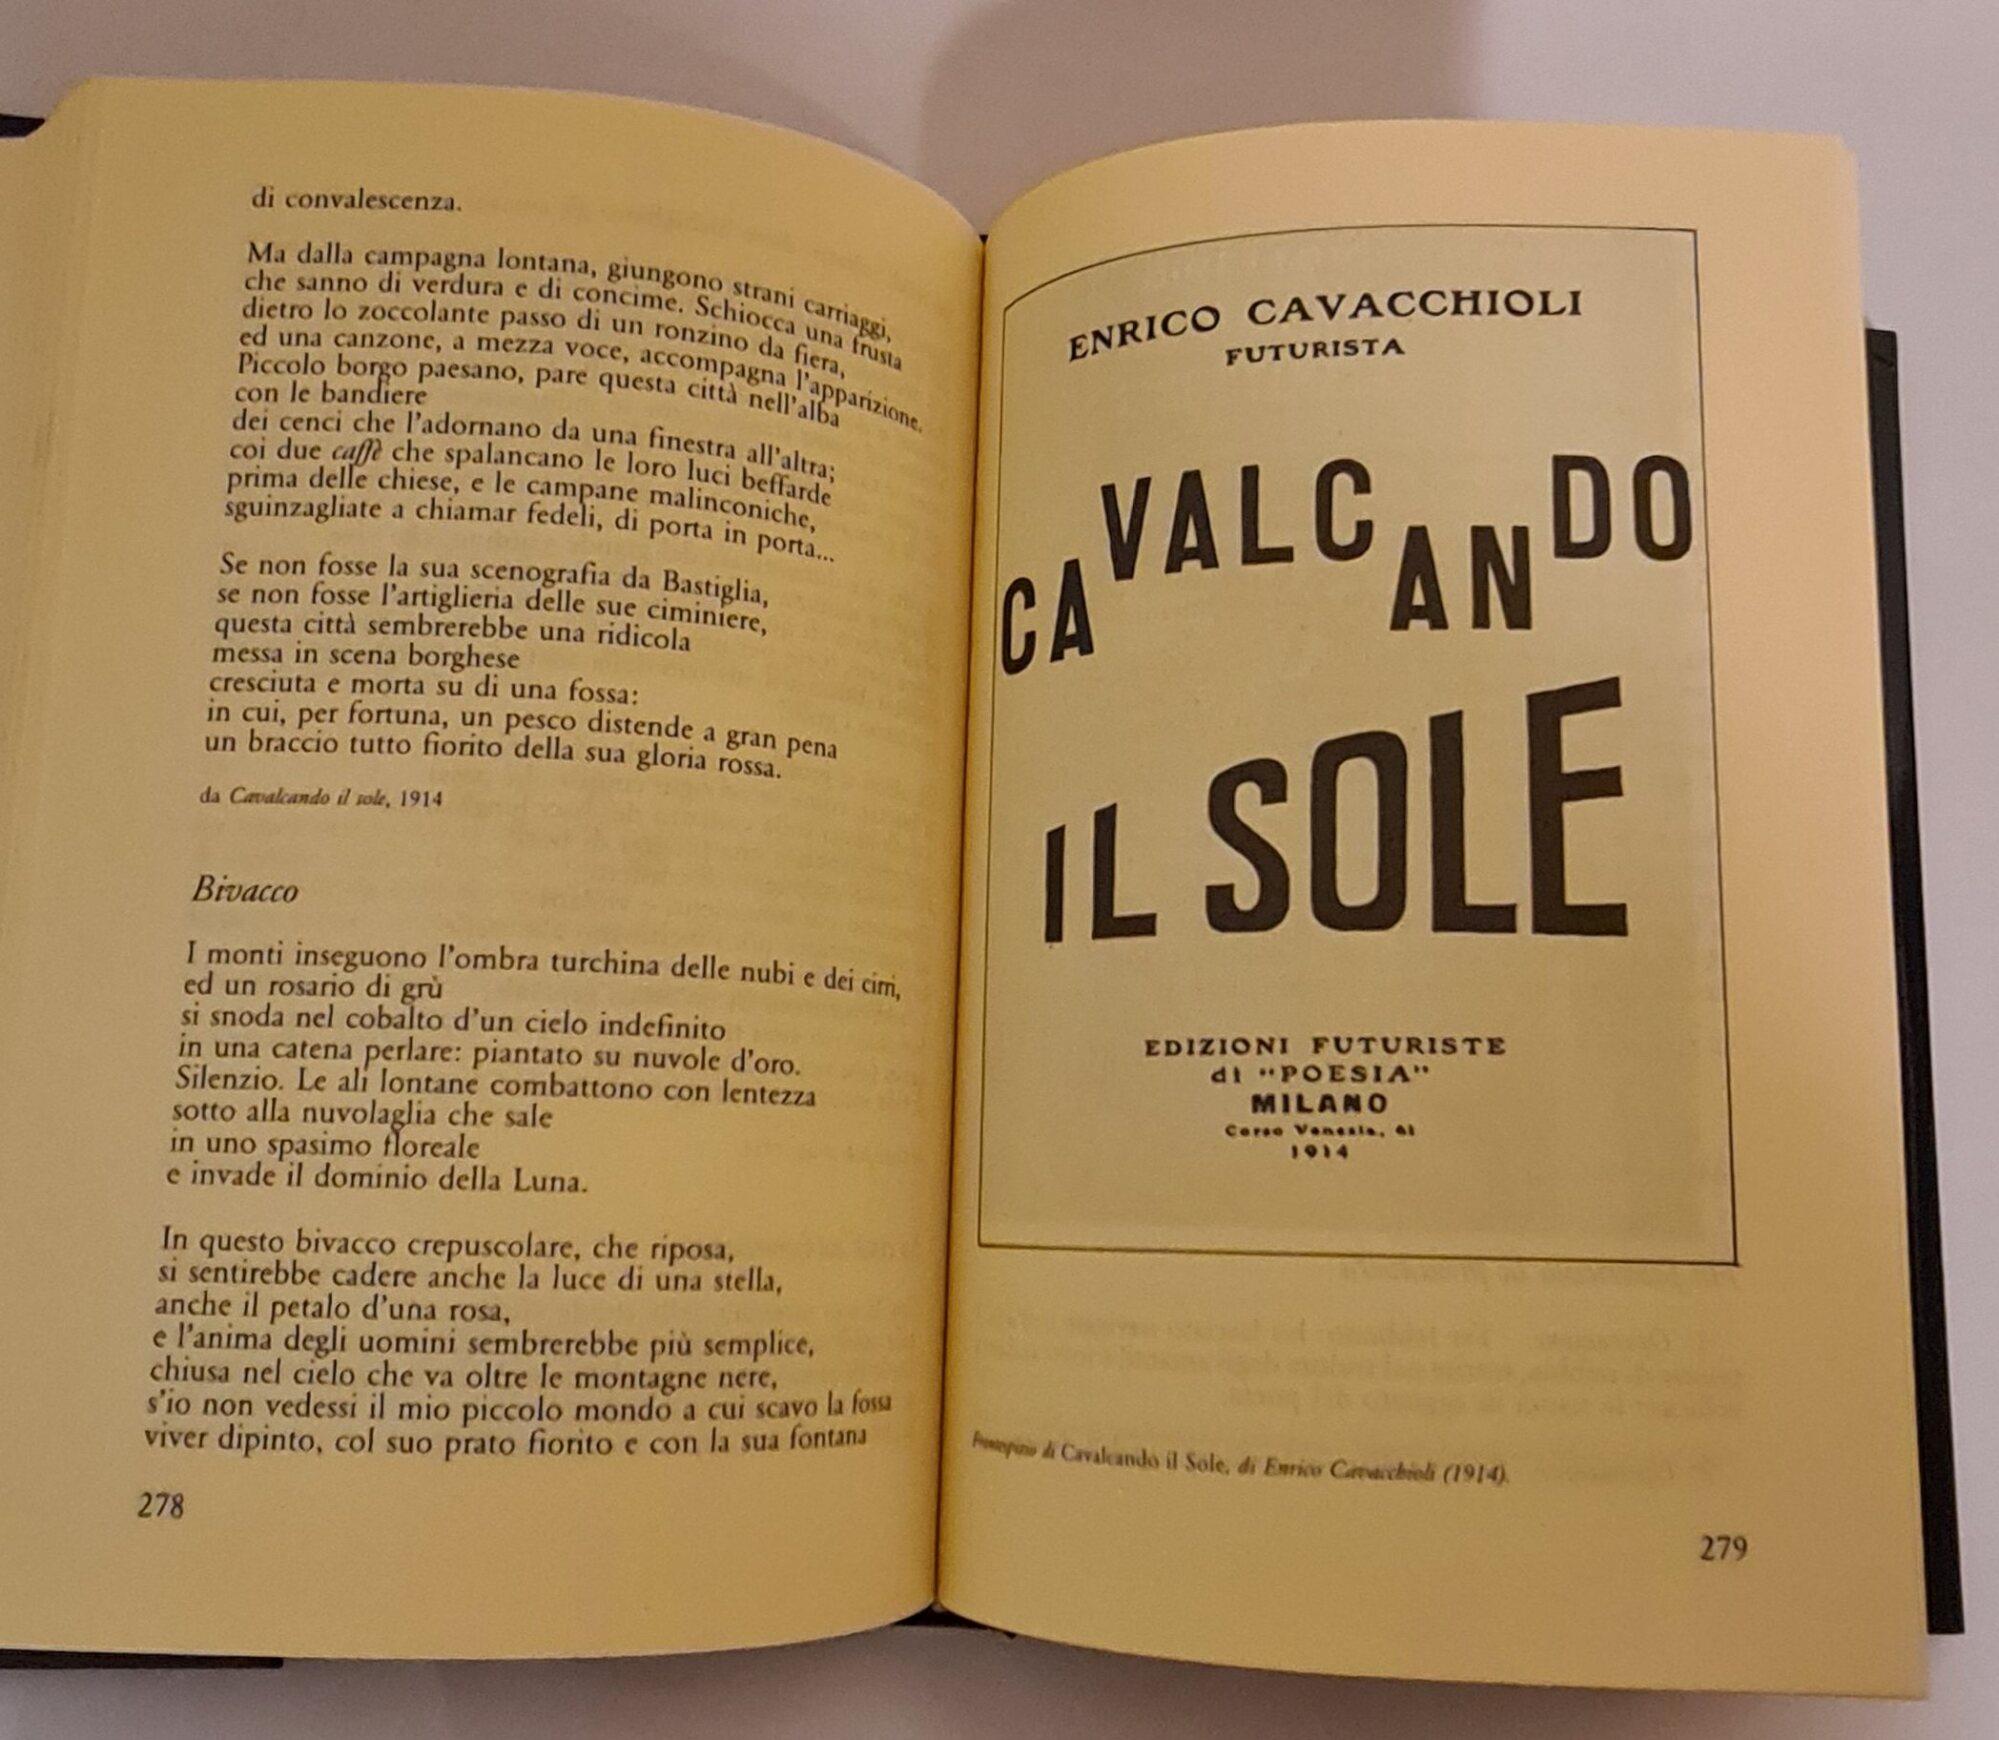 di convalescenza.
Ma dalla campagna lontana, giungono strani carriaggi,
che sanno di verdura e di concime. Schiocca una frusta
dietro lo zoccolante passo di un ronzino da fiera,
ed una canzone, a mezza voce, accompagna l'apparizione.
Piccolo borgo paesano, pare questa città nell'alba
con le bandiere
dei cenci che l'adornano da una finestra all'altra;
coi due caffè che spalancano le loro luci beffarde
prima delle chiese, e le campane malinconiche,
sguinzagliate a chiamar fedeli, di porta in porta...
Se non fosse la sua scenografia da Bastiglia,
se non fosse l'artiglieria delle sue ciminiere,
questa città sembrerebbe una ridicola
messa in scena borghese
cresciuta e morta su di una fossa:
in cui, per fortuna, un pesco distende a gran pena
un braccio tutto fiorito della sua gloria rossa.
da Cavalcando il sole, 1914
Bivacco
I monti inseguono l'ombra turchina delle nubi e dei cirri,
ed un rosario di grù
si snoda nel cobalto d'un cielo indefinito
in una catena perlare: piantato su nuvole d'oro.
Silenzio. Le ali lontane combattono con lentezza
sotto alla nuvolaglia che sale
in uno spasimo floreale
e invade il dominio della Luna.
In questo bivacco crepuscolare, che riposa,
si sentirebbe cadere anche la luce di una stella,
anche il petalo d'una rosa,
e l'anima degli uomini sembrerebbe più semplice,
chiusa nel cielo che va oltre le montagne nere,
s'io non vedessi il mio piccolo mondo a cui scavo la fossa
viver dipinto, col suo prato fiorito e con la sua fontana
278
ENRICO CAVACCHIOLI
FUTURISTA
CAVALCANDO
IL SOLE
EDIZIONI FUTURISTE
di "POESIA"
MILANO
Corso Venezia, 61
1914
Frontespizio di Cavalcando il Sole, di Enrico Cavacchioli (1914).
279